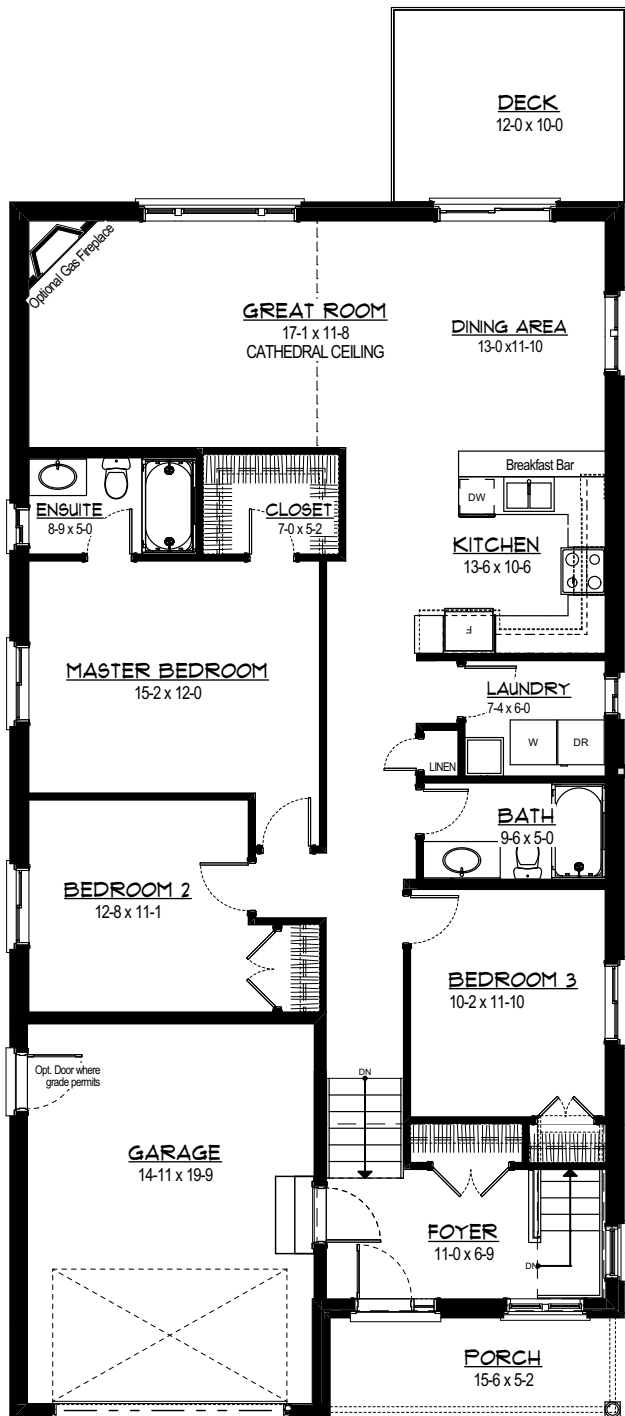 DECK
12-0 x 10-0
Optional Gas Fireplace
GREAT ROOM
17-1 x 11-8
CATHEDRAL CEILING
DINING AREA
13-0 x11-10
Breakfast Bar
DW
ENSUITE
8-9 x 5-0
CLOSET
7-0 x 5-2
KITCHEN
13-6 x 10-6
F
MASTER BEDROOM
15-2 x 12-0
LAUNDRY
7-4 x 6-0
W
DR
LINEN
BATH
9-6 x 5-0
BEDROOM 2
12-8 x 11-1
BEDROOM 3
10-2 x 11-10
Opt. Door where
grade permits
DN
GARAGE
14-11 x 19-9
FOYER
11-0 x 6-9
DN
PORCH
15-6 x 5-2